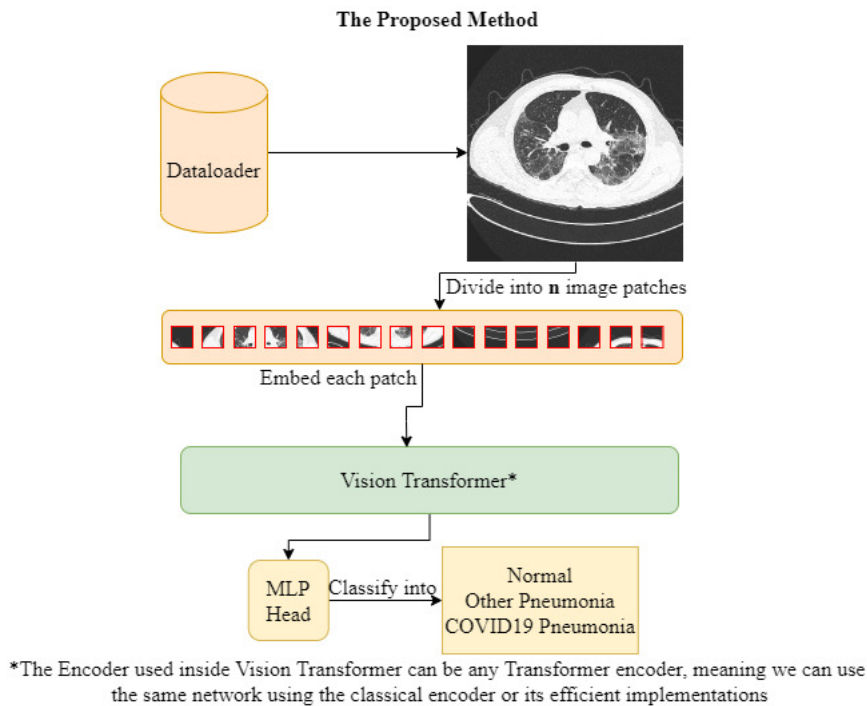 The Proposed Method
Dataloader
Divide into n image patches
Embed each patch
Vision Transformer*
MLP
Head
Classify into
Normal
Other Pneumonia
COVID19 Pneumonia
*The Encoder used inside Vision Transformer can be any Transformer encoder, meaning we can use
the same network using the classical encoder or its efficient implementations